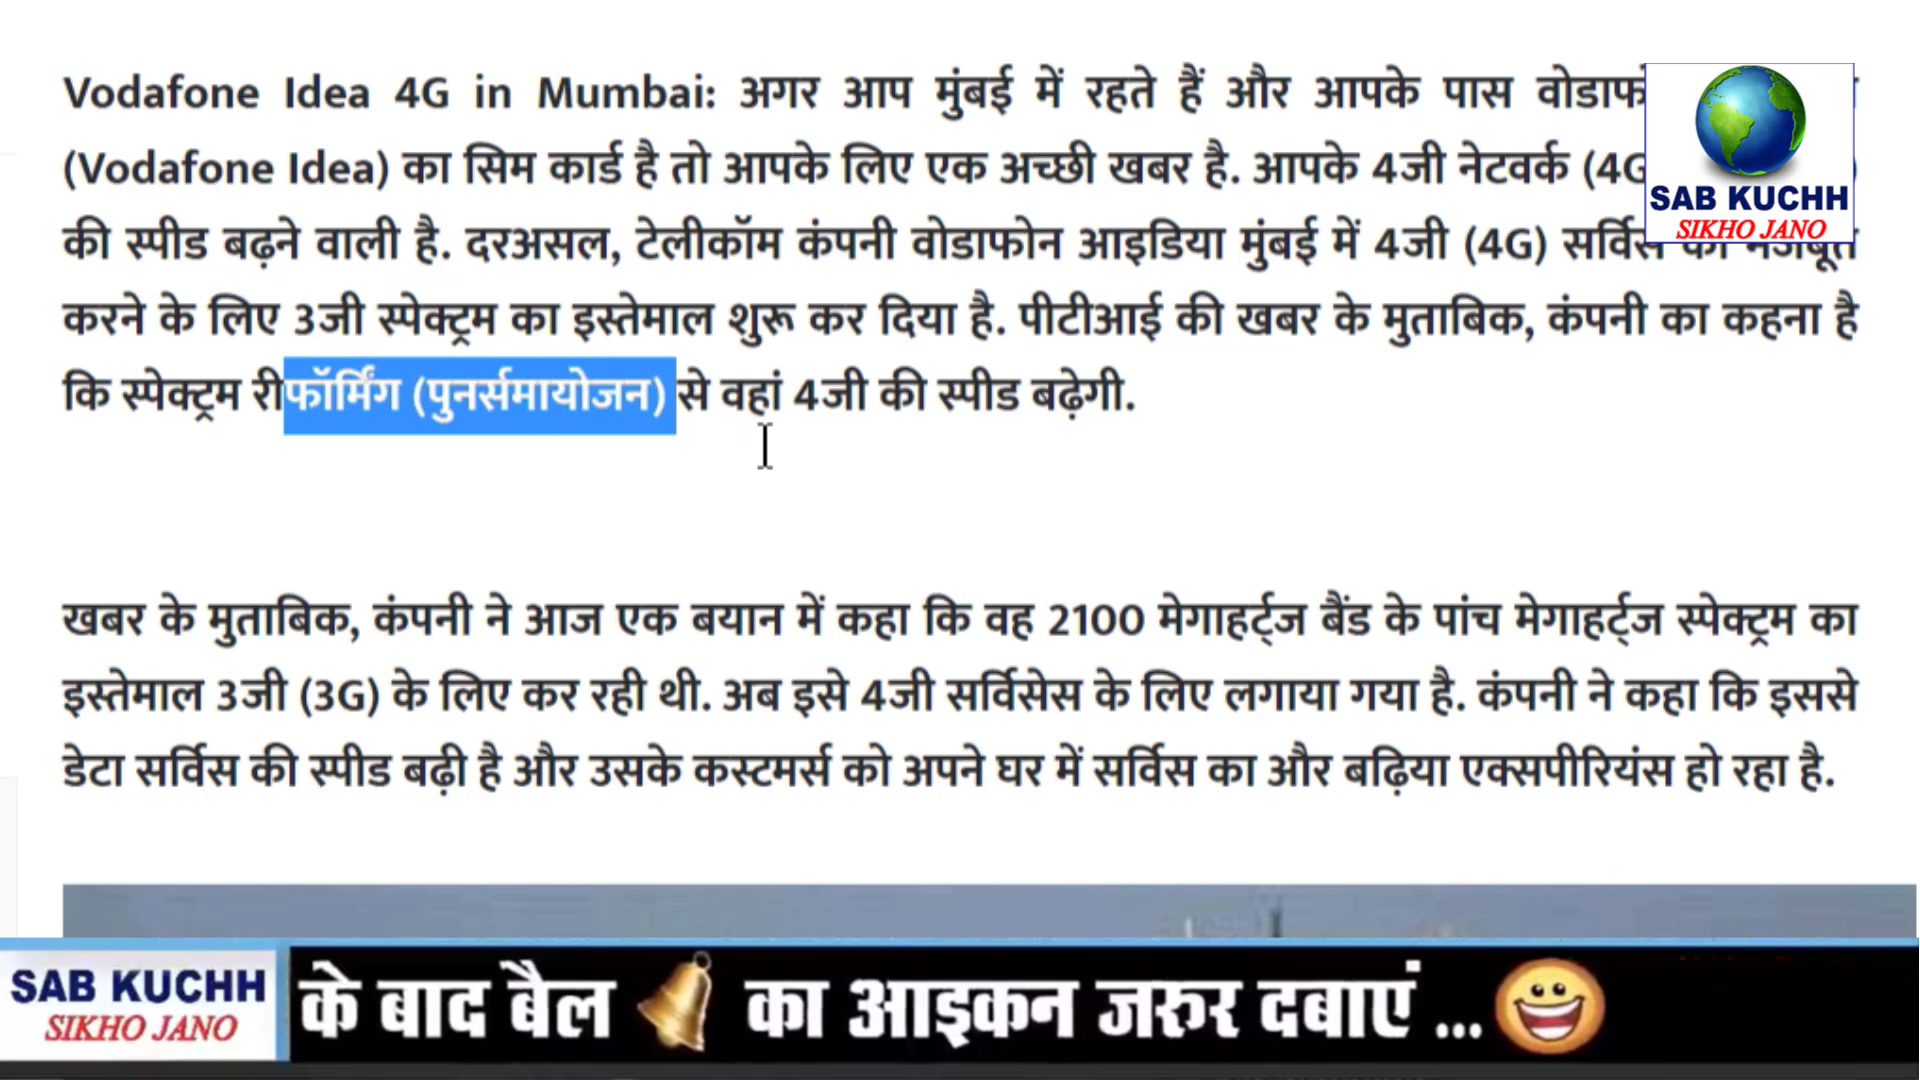 Vodafone Idea 4G in Mumbai: अगर आप मुंबई में रहते हैं और आपके पास
(Vodafone Idea) का सिम कार्ड है तो आपके लिए एक अच्छी खबर है. आपके 4जी नेटवर्क (4G
की स्पीड बढ़ने वाली है. दरअसल, टेलीकॉम कंपनी वोडाफोन आइडिया मुंबई में 4जी (4G) सर्विस को मजबूत
करने के लिए 3जी स्पेक्ट्रम का इस्तेमाल शुरू कर दिया है. पीटीआई की खबर के मुताबिक, कंपनी का कहना है
कि स्पेक्ट्रम रीफॉर्मिंग (पुनर्समायोजन) से वहां 4जी की स्पीड बढ़ेगी.
SAB KUCHH
SIKHO JANO
खबर के मुताबिक, कंपनी ने आज एक बयान में कहा कि वह 2100 मेगाहर्ट्ज बैंड के पांच मेगाहर्ट्ज स्पेक्ट्रम का
इस्तेमाल 3जी (3G) के लिए कर रही थी. अब इसे 4जी सर्विसेस के लिए लगाया गया है. कंपनी ने कहा कि इससे
डेटा सर्विस की स्पीड बढ़ी है और उसके कस्टमर्स को अपने घर में सर्विस का और बढ़िया एक्सपीरियंस हो रहा है.
SAB KUCHH
SIKHO JANO
के बाद बैल का आइकन जरुर दबाएं ...